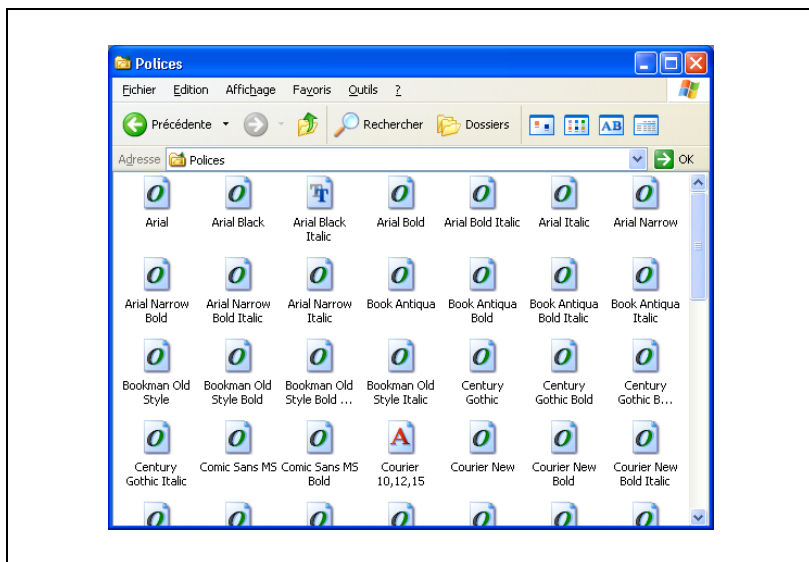 Polices
Fichier Edition Affichage Favoris Outils ?
Précédente Rechercher Dossiers AB
Adresse Polices OK
Arial Arial Black Arial Black Arial Bold Arial Bold Italic Arial Italic Arial Narrow
Italic
Arial Narrow Arial Narrow Arial Narrow Book Antiqua Book Antiqua Book Antiqua Book Antiqua
Bold Bold Italic Italic Bold Bold Italic Italic
Bookman Old Bookman Old Bookman Old Bookman Old Century Century Century
Style Style Bold Style Bold ... Style Italic Gothic Gothic Bold Gothic B...
Century Comic Sans MS Comic Sans MS Courier Courier New Courier New Courier New
Gothic Italic Bold 10,12,15 Bold Bold Italic